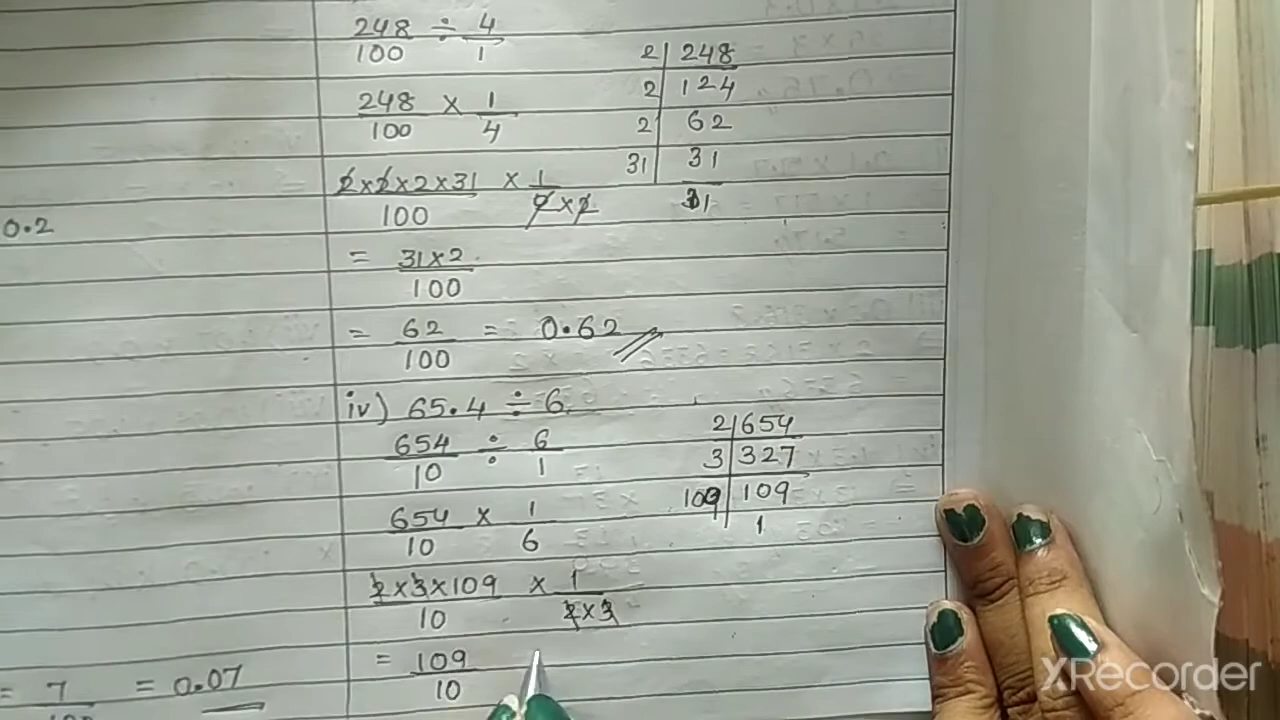 248/100 ÷ 4/1
248/100 × 1/4
2×2×2×31/100 × 1/2×2
= 31×2/100
= 62/100 = 0.62
2 | 248
2 | 124
2 | 62
31 | 31
1
iv) 65.4 ÷ 6
654/10 ÷ 6/1
654/10 × 1/6
2×3×109/10 × 1/2×3
= 109/10
2 | 654
3 | 327
109 | 109
1
0.2
= 7/100 = 0.07
XRecorder